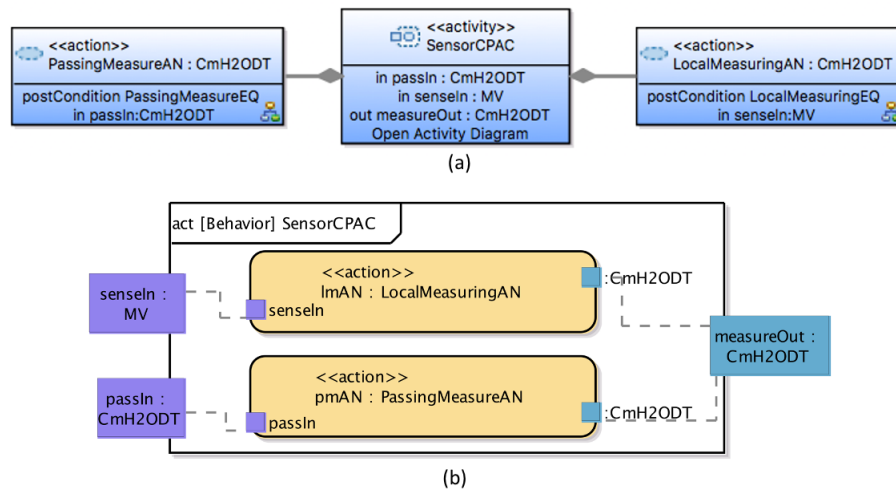 <<action>>
PassingMeasureAN : CmH2ODT
postCondition PassingMeasureEQ
in passIn:CmH2ODT
<<activity>>
SensorCPAC
in passIn : CmH2ODT
in senseIn : MV
out measureOut : CmH2ODT
Open Activity Diagram
<<action>>
LocalMeasuringAN : CmH2ODT
postCondition LocalMeasuringEQ
in senseIn:MV
(a)
act [Behavior] SensorCPAC
senseIn :
MV
<<action>>
lmAN : LocalMeasuringAN
senseIn
:CmH2ODT
measureOut :
CmH2ODT
passIn :
CmH2ODT
<<action>>
pmAN : PassingMeasureAN
passIn
:CmH2ODT
(b)